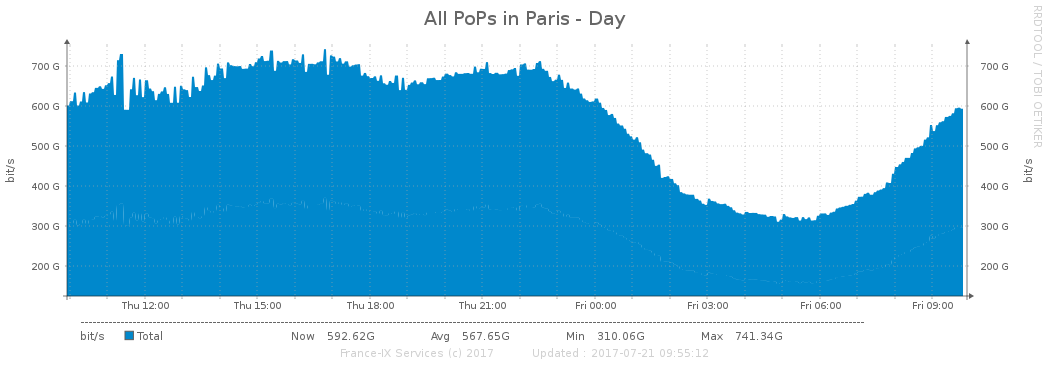 All PoPs in Paris - Day
RRDTOOL / TOBI OETIKER
bit/s
bit/s
700 G 700 G
600 G 600 G
500 G 500 G
400 G 400 G
300 G 300 G
200 G 200 G
Thu 12:00 Thu 15:00 Thu 18:00 Thu 21:00 Fri 00:00 Fri 03:00 Fri 06:00 Fri 09:00
bit/s Total Now 592.62G Avg 567.65G Min 310.06G Max 741.34G
France-IX Services (c) 2017 Updated : 2017-07-21 09:55:12